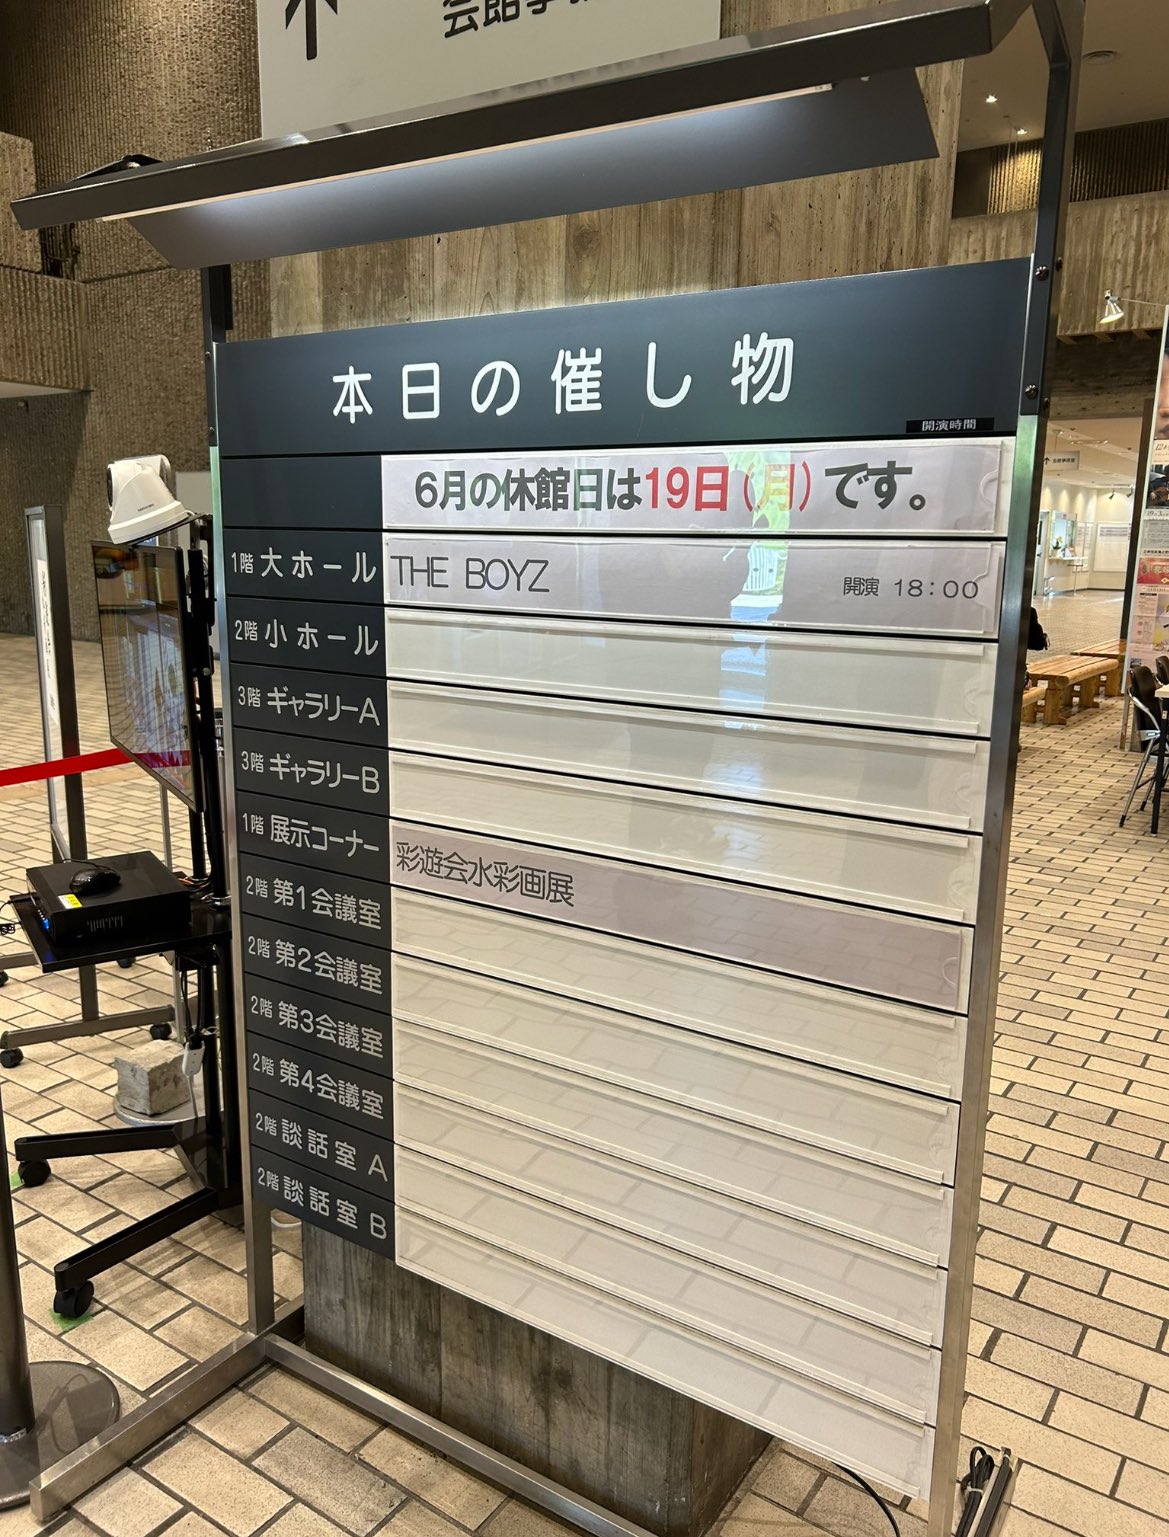 本日の催し物
開演時間
6月の休館日は19日(月)です。
1階 大ホール THE BOYZ 開演 18:00
2階 小ホール
3階 ギャラリーA
3階 ギャラリーB
1階 展示コーナー 彩遊会水彩画展
2階 第1会議室
2階 第2会議室
2階 第3会議室
2階 第4会議室
2階 談話室 A
2階 談話室 B